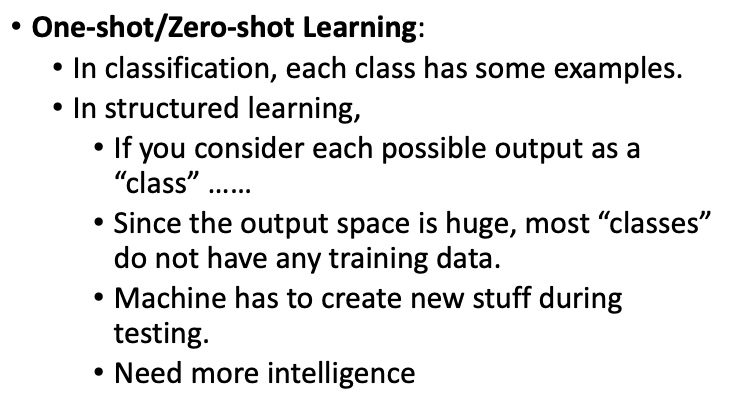 • One-shot/Zero-shot Learning:
• In classification, each class has some examples.
• In structured learning,
• If you consider each possible output as a
“class” ……
• Since the output space is huge, most “classes”
do not have any training data.
• Machine has to create new stuff during
testing.
• Need more intelligence